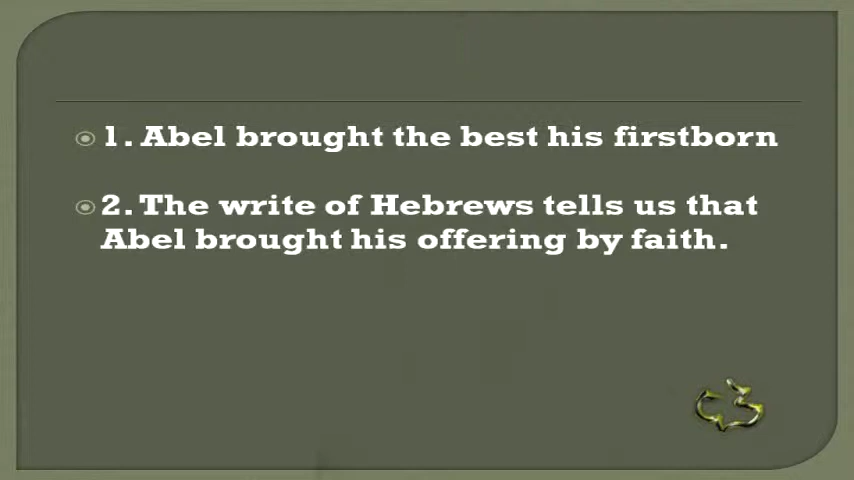 1. Abel brought the best his firstborn
2. The write of Hebrews tells us that
Abel brought his offering by faith.